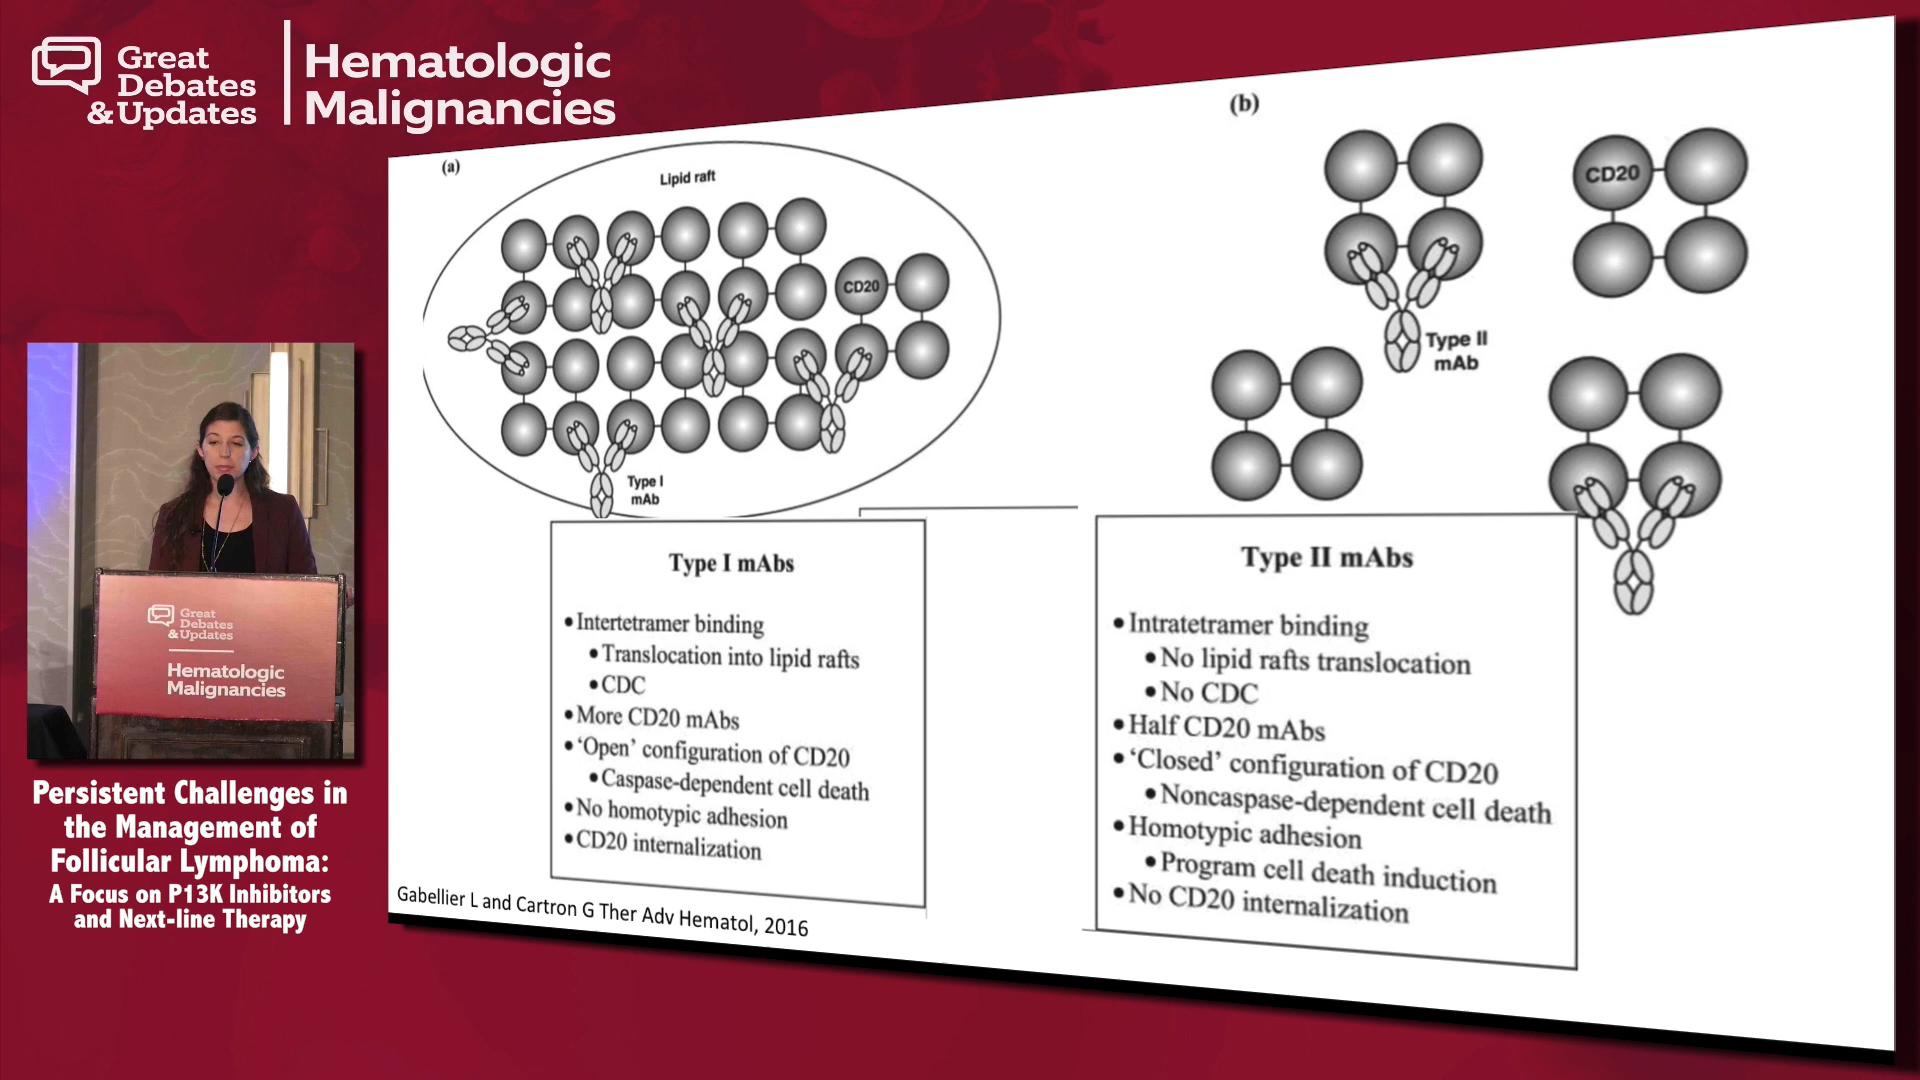 Great
Debates
&Updates
Hematologic
Malignancies
(a)
Lipid raft
CD20
Type I
mAb
(b)
CD20
Type II
mAb
Type I mAbs
• Intertetramer binding
• Translocation into lipid rafts
• CDC
• More CD20 mAbs
• ‘Open’ configuration of CD20
• Caspase-dependent cell death
• No homotypic adhesion
• CD20 internalization
Type II mAbs
• Intratetramer binding
• No lipid rafts translocation
• No CDC
• Half CD20 mAbs
• ‘Closed’ configuration of CD20
• Noncaspase-dependent cell death
• Homotypic adhesion
• Program cell death induction
• No CD20 internalization
Gabellier L and Cartron G Ther Adv Hematol, 2016
Great
Debates
&Updates
Hematologic
Malignancies
Persistent Challenges in
the Management of
Follicular Lymphoma:
A Focus on P13K Inhibitors
and Next-line Therapy